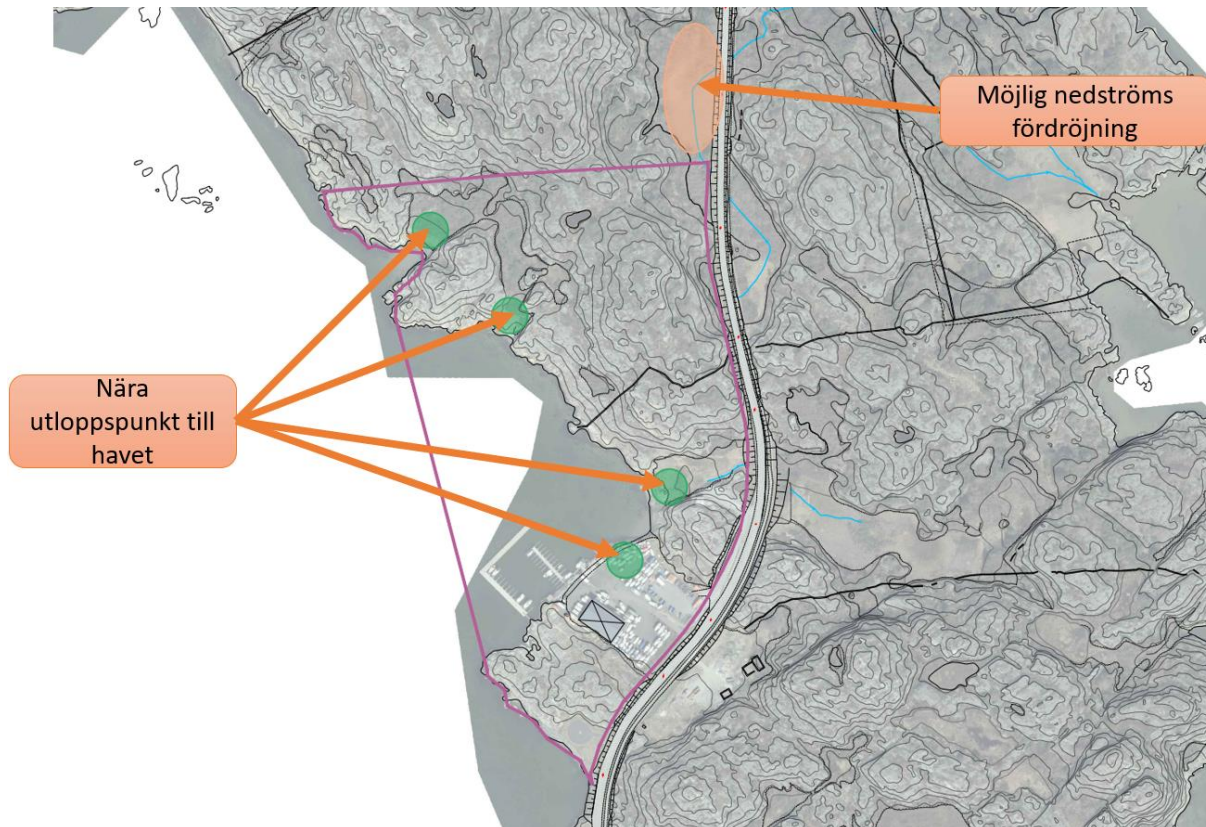 Möjlig nedströms
fördröjning
Nära
utloppspunkt till
havet